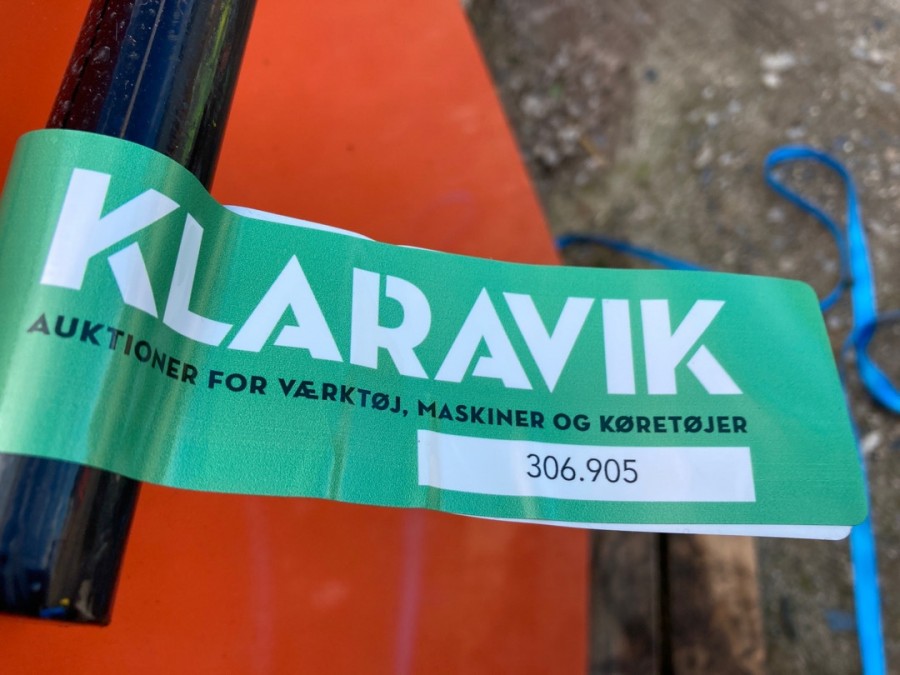 KLARAVIK
AUKTIONER FOR VÆRKTØJ, MASKINER OG KØRETØJER
306.905